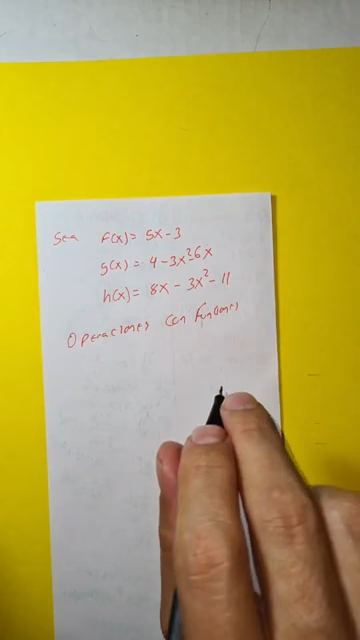 Sea f(x)= 5x-3
g(x)= 4-3x²-6x
h(x)= 8x - 3x² - 11
Operaciones con funciones